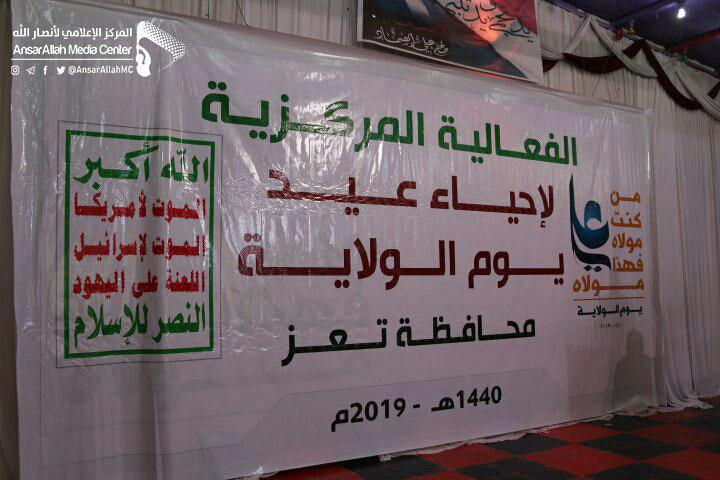 المركز الإعلامي لأنصار الله
AnsarAllah Media Center
@AnsarAllahMC
الفعالية المركزية
لإحياء عيد
يوم الولاية
محافظة تعز
1440هـ - 2019م
الله أكبر
الموت لأمريكا
الموت لإسرائيل
اللعنة على اليهود
النصر للإسلام
علي
من
كنت
مولاه
فهذا
مولاه
يوم الولاية